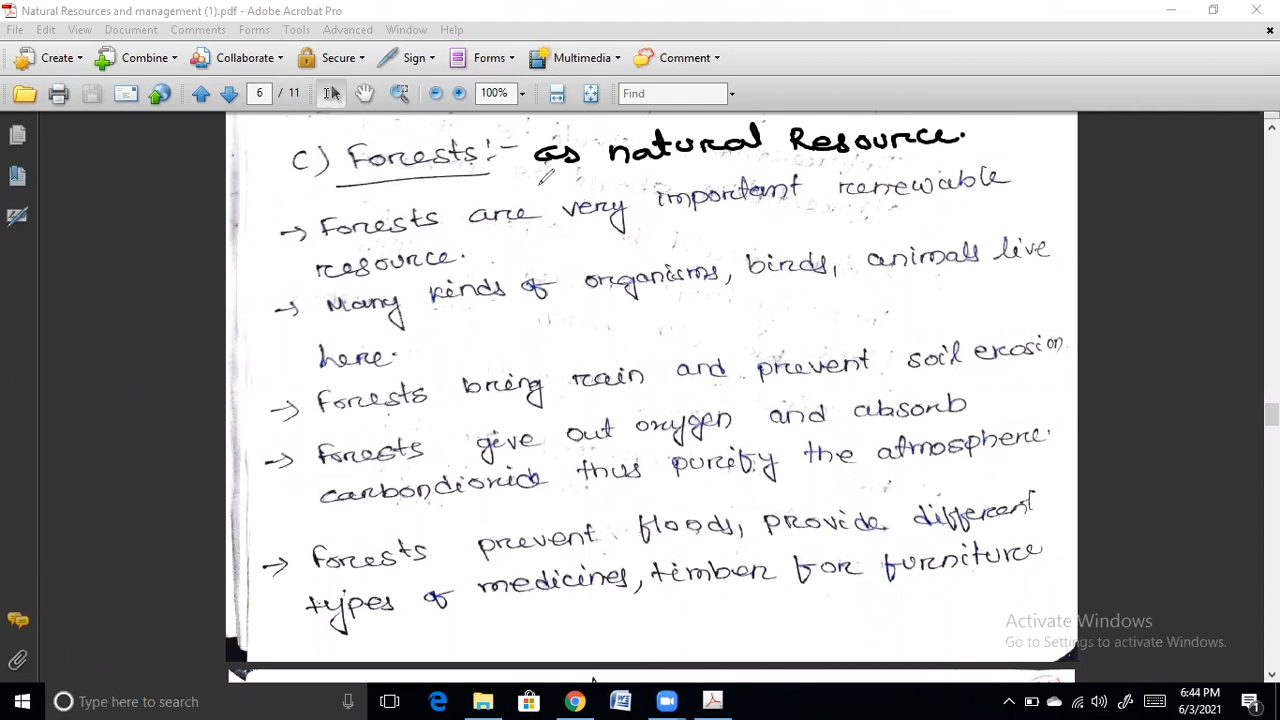 Natural Resources and management (1).pdf - Adobe Acrobat Pro
File Edit View Document Comments Forms Tools Advanced Window Help
Create Combine Collaborate Secure Sign Forms Multimedia Comment
6 / 11 100% Find
C) Forests:- as natural Resource.
→ Forests are very important renewable
resource.
→ Many kinds of organisms, birds, animals live
here.
→ Forests bring rain and prevent soil erosion
→ Forests give out oxygen and absorb
carbondioxide thus purify the atmosphere.
→ Forests prevent floods, provide different
types of medicines, timber for furniture
Activate Windows
Go to Settings to activate Windows.
Type here to search
6:44 PM
6/3/2021